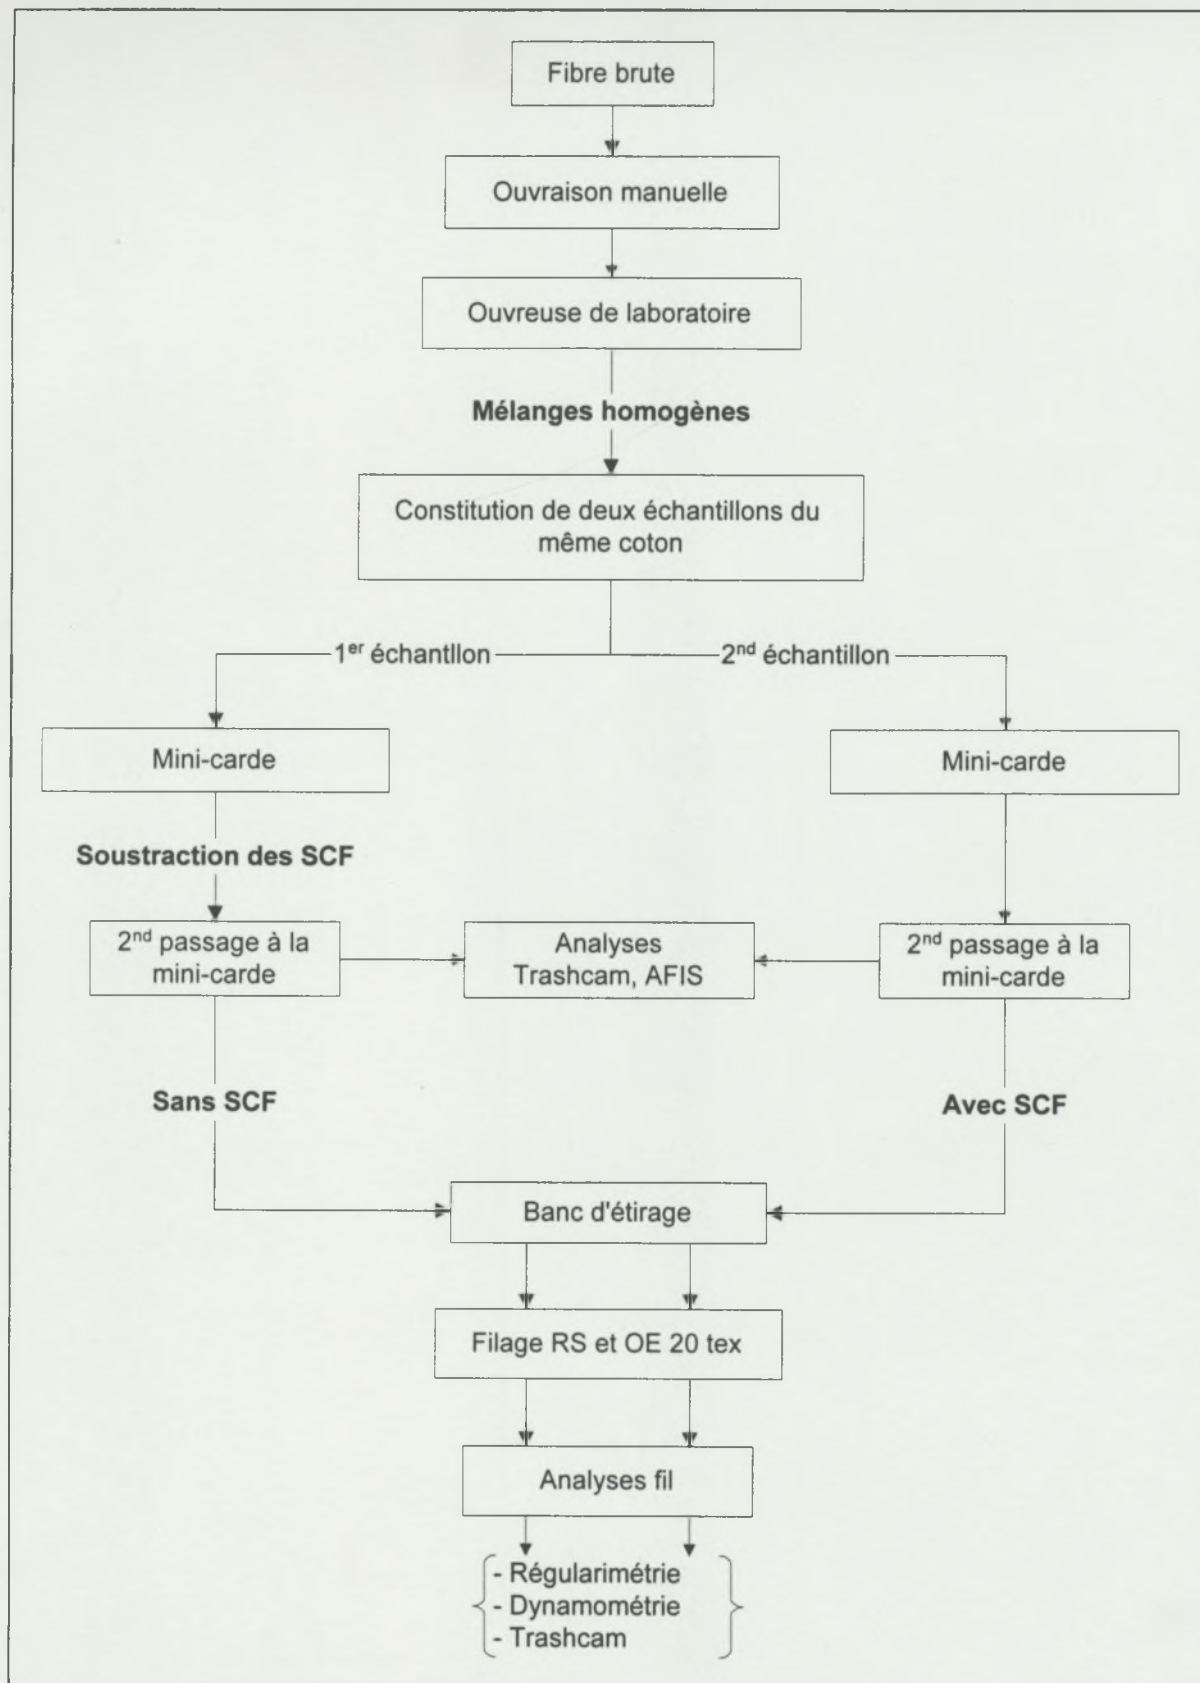 Fibre brute
Ouvraison manuelle
Ouvreuse de laboratoire
Mélanges homogènes
Constitution de deux échantillons du
même coton
1er échantllon
2nd échantillon
Mini-carde
Mini-carde
Soustraction des SCF
2nd passage à la
mini-carde
Analyses
Trashcam, AFIS
2nd passage à la
mini-carde
Sans SCF
Avec SCF
Banc d'étirage
Filage RS et OE 20 tex
Analyses fil
- Régularimétrie
- Dynamométrie
- Trashcam